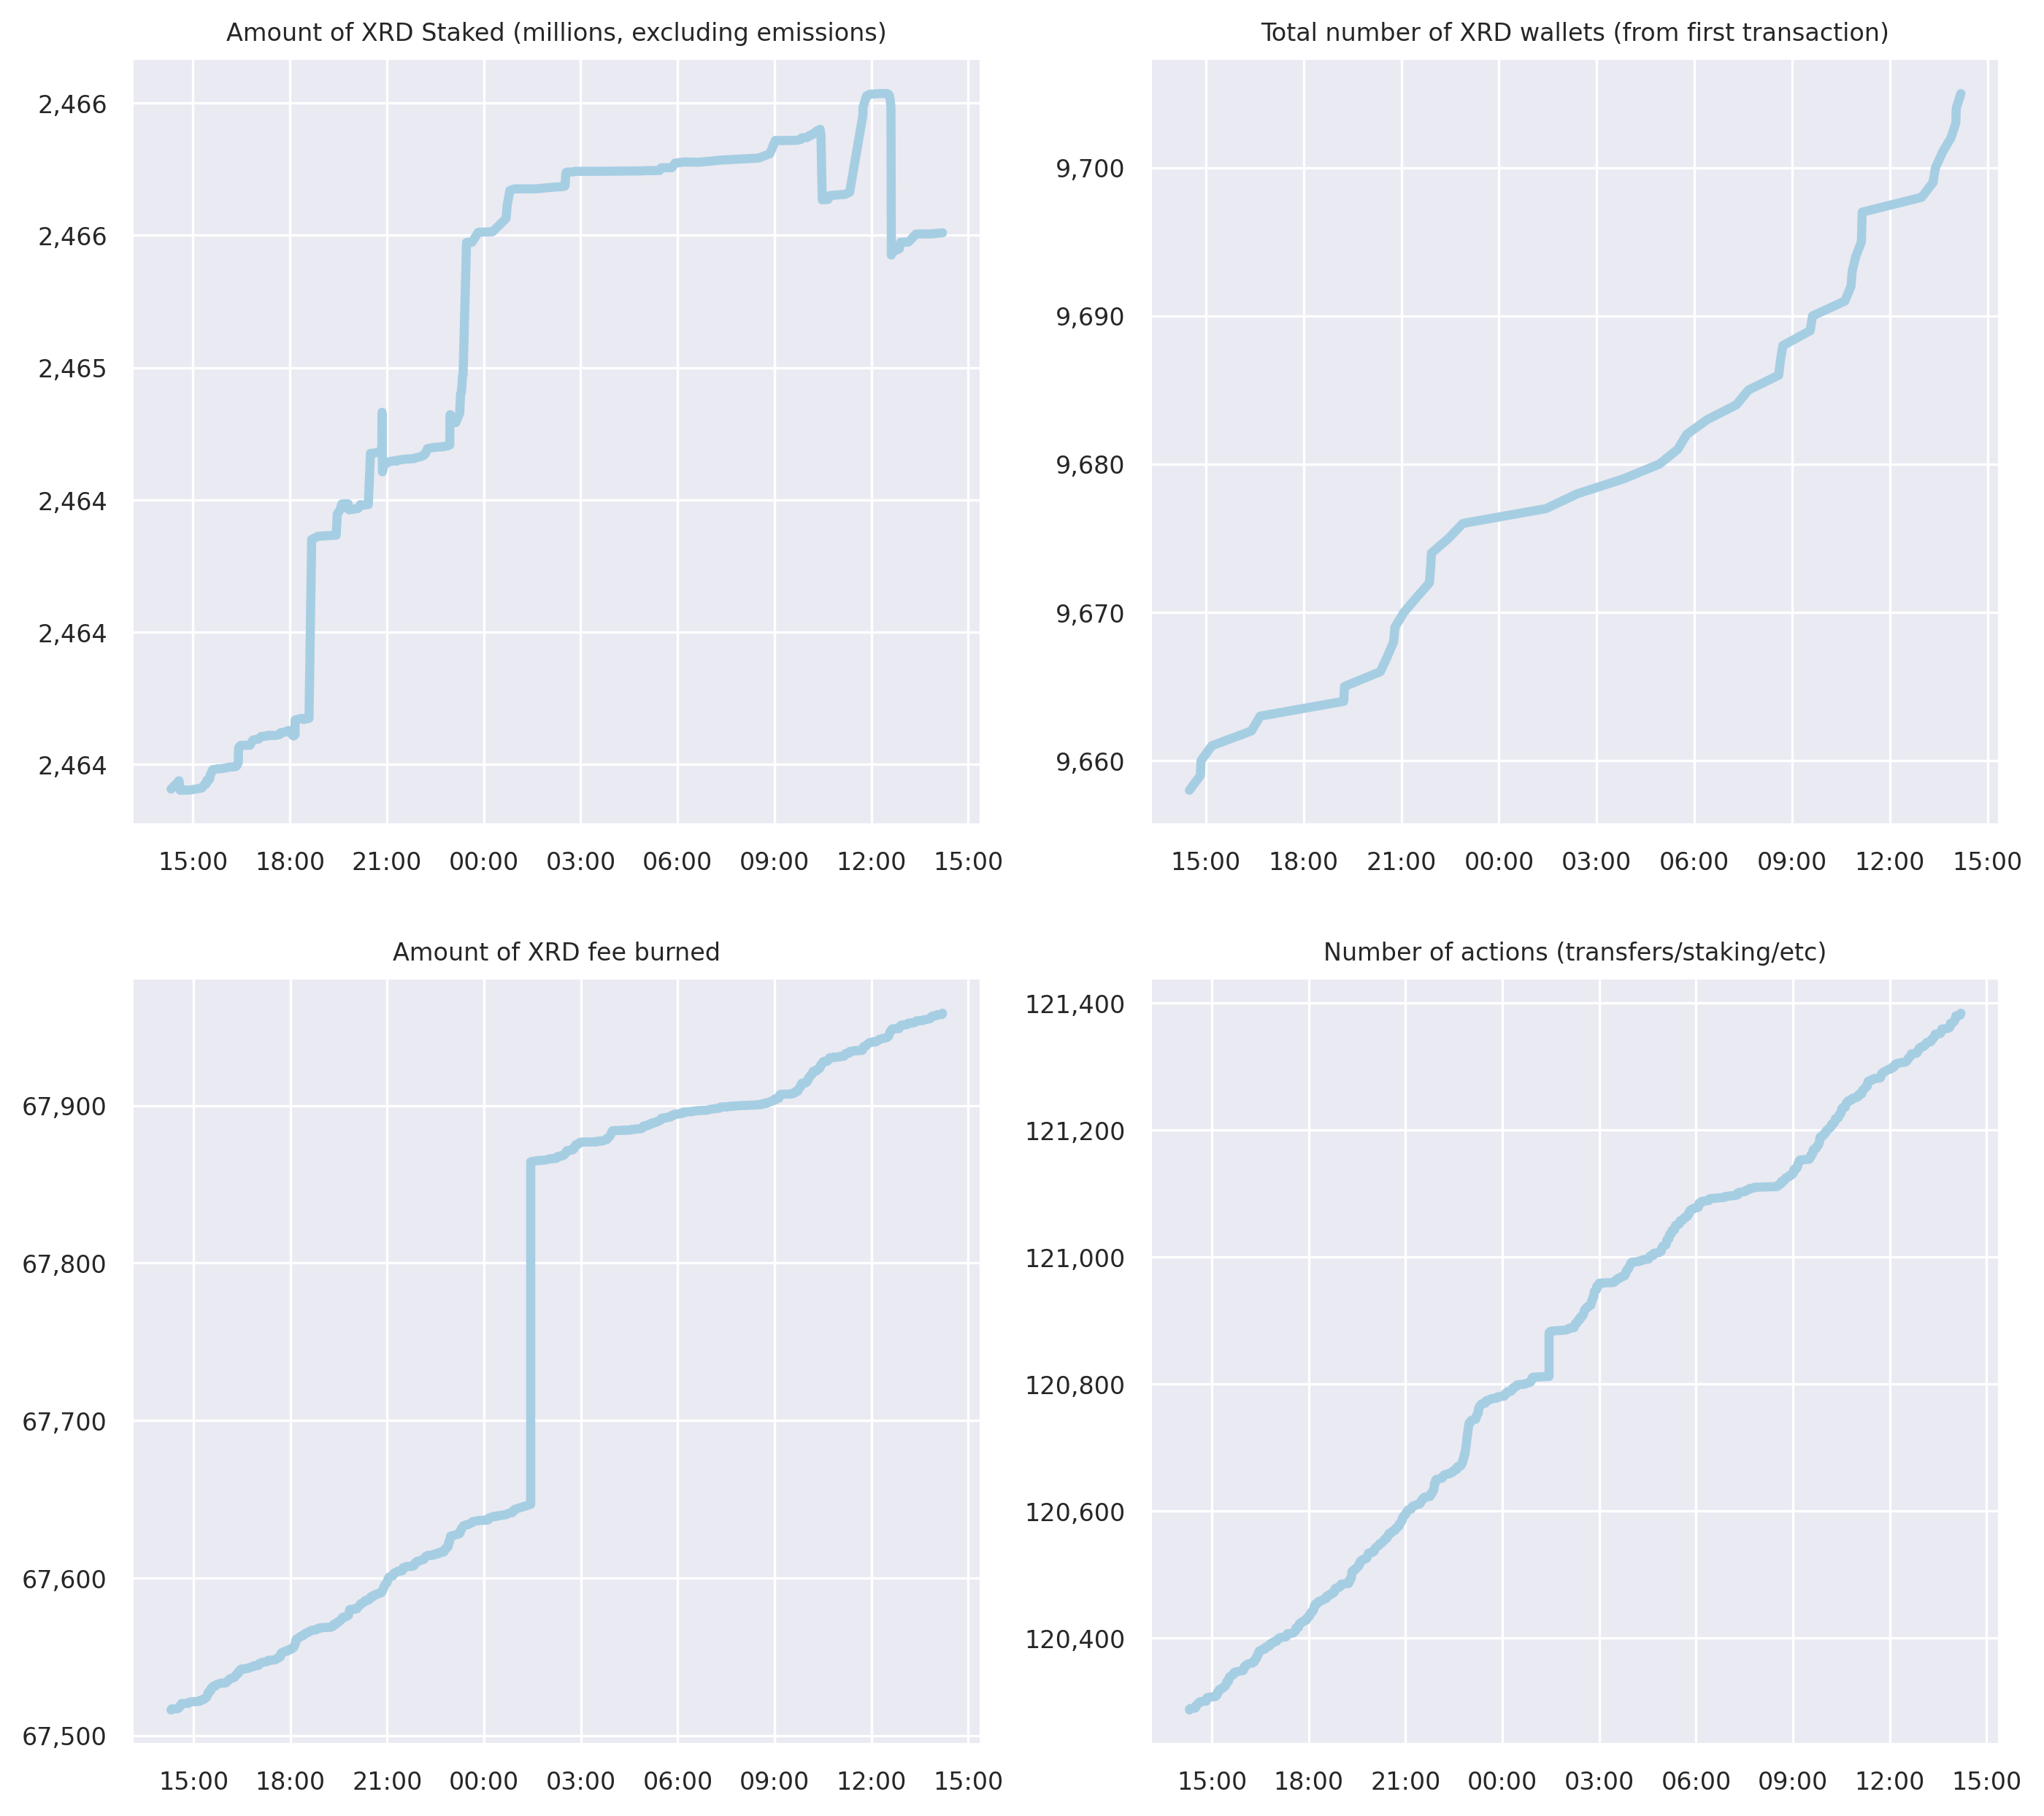 Amount of XRD Staked (millions, excluding emissions)
2,466
2,466
2,465
2,464
2,464
2,464
15:00 18:00 21:00 00:00 03:00 06:00 09:00 12:00 15:00
Total number of XRD wallets (from first transaction)
9,700
9,690
9,680
9,670
9,660
15:00 18:00 21:00 00:00 03:00 06:00 09:00 12:00 15:00
Amount of XRD fee burned
67,900
67,800
67,700
67,600
67,500
15:00 18:00 21:00 00:00 03:00 06:00 09:00 12:00 15:00
Number of actions (transfers/staking/etc)
121,400
121,200
121,000
120,800
120,600
120,400
15:00 18:00 21:00 00:00 03:00 06:00 09:00 12:00 15:00